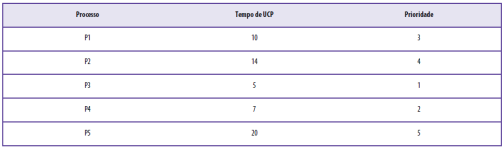 Processo Tempo de UCP Prioridade
P1 10 3
P2 14 4
P3 5 1
P4 7 2
P5 20 5